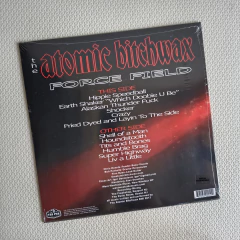 the
atomic bitchwax
FORCE FIELD
THIS SIDE
Hippie Speedball
Earth Shaker "Which Doobie U Be"
Alaskan Thunder Fuck
Shocker
Crazy
Fried Dyed and Layin To The Side
OTHER SIDE
Shell of a Man
Houndstooth
Tits and Bones
Humble Brag
Super Highway
Liv a Little